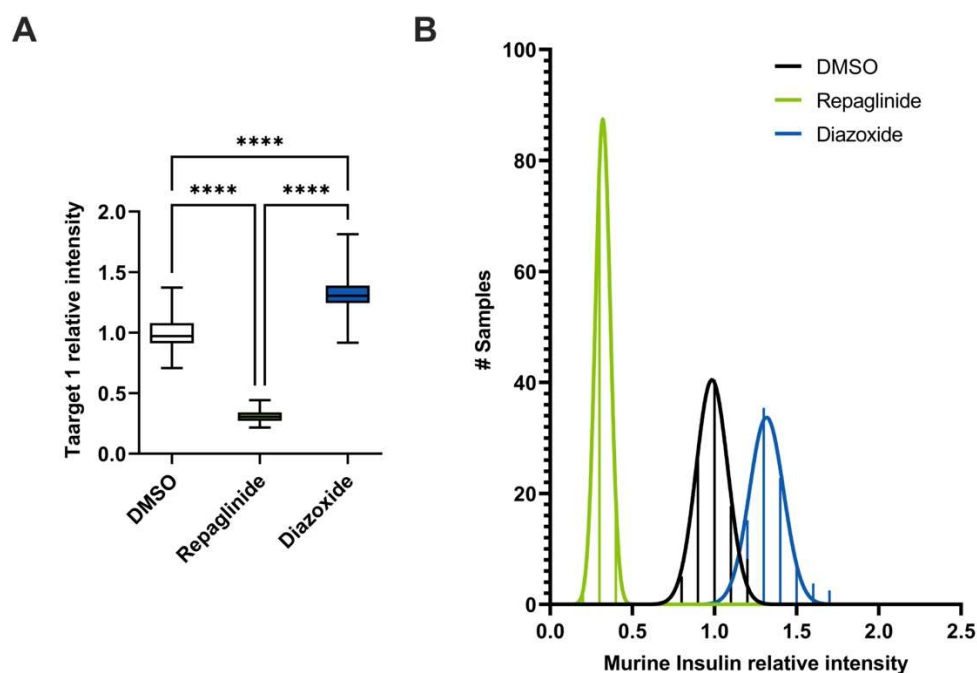 A
****
**** ****
Taarget 1 relative intensity
2.0
1.5
1.0
0.5
0.0
DMSO
Repaglinide
Diazoxide
B
# Samples
100
80
60
40
20
0
DMSO
Repaglinide
Diazoxide
0.0 0.5 1.0 1.5 2.0 2.5
Murine Insulin relative intensity